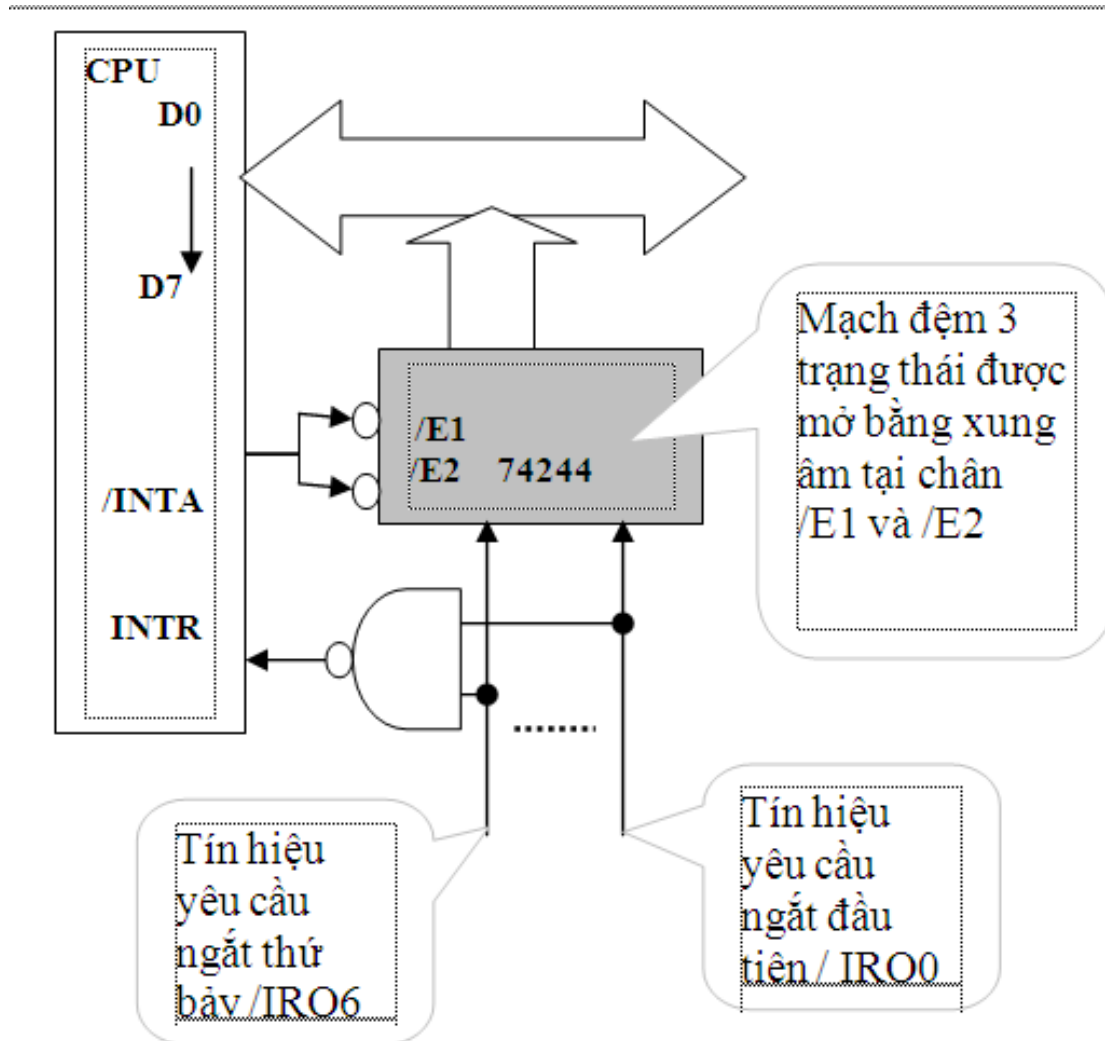 CPU
D0
D7
/INTA
INTR
/E1
/E2 74244
Mạch đệm 3
trạng thái được
mở bằng xung
âm tại chân
/E1 và /E2
Tín hiệu
yêu cầu
ngắt thứ
bảy /IRO6
Tín hiệu
yêu cầu
ngắt đầu
tiên / IRO0